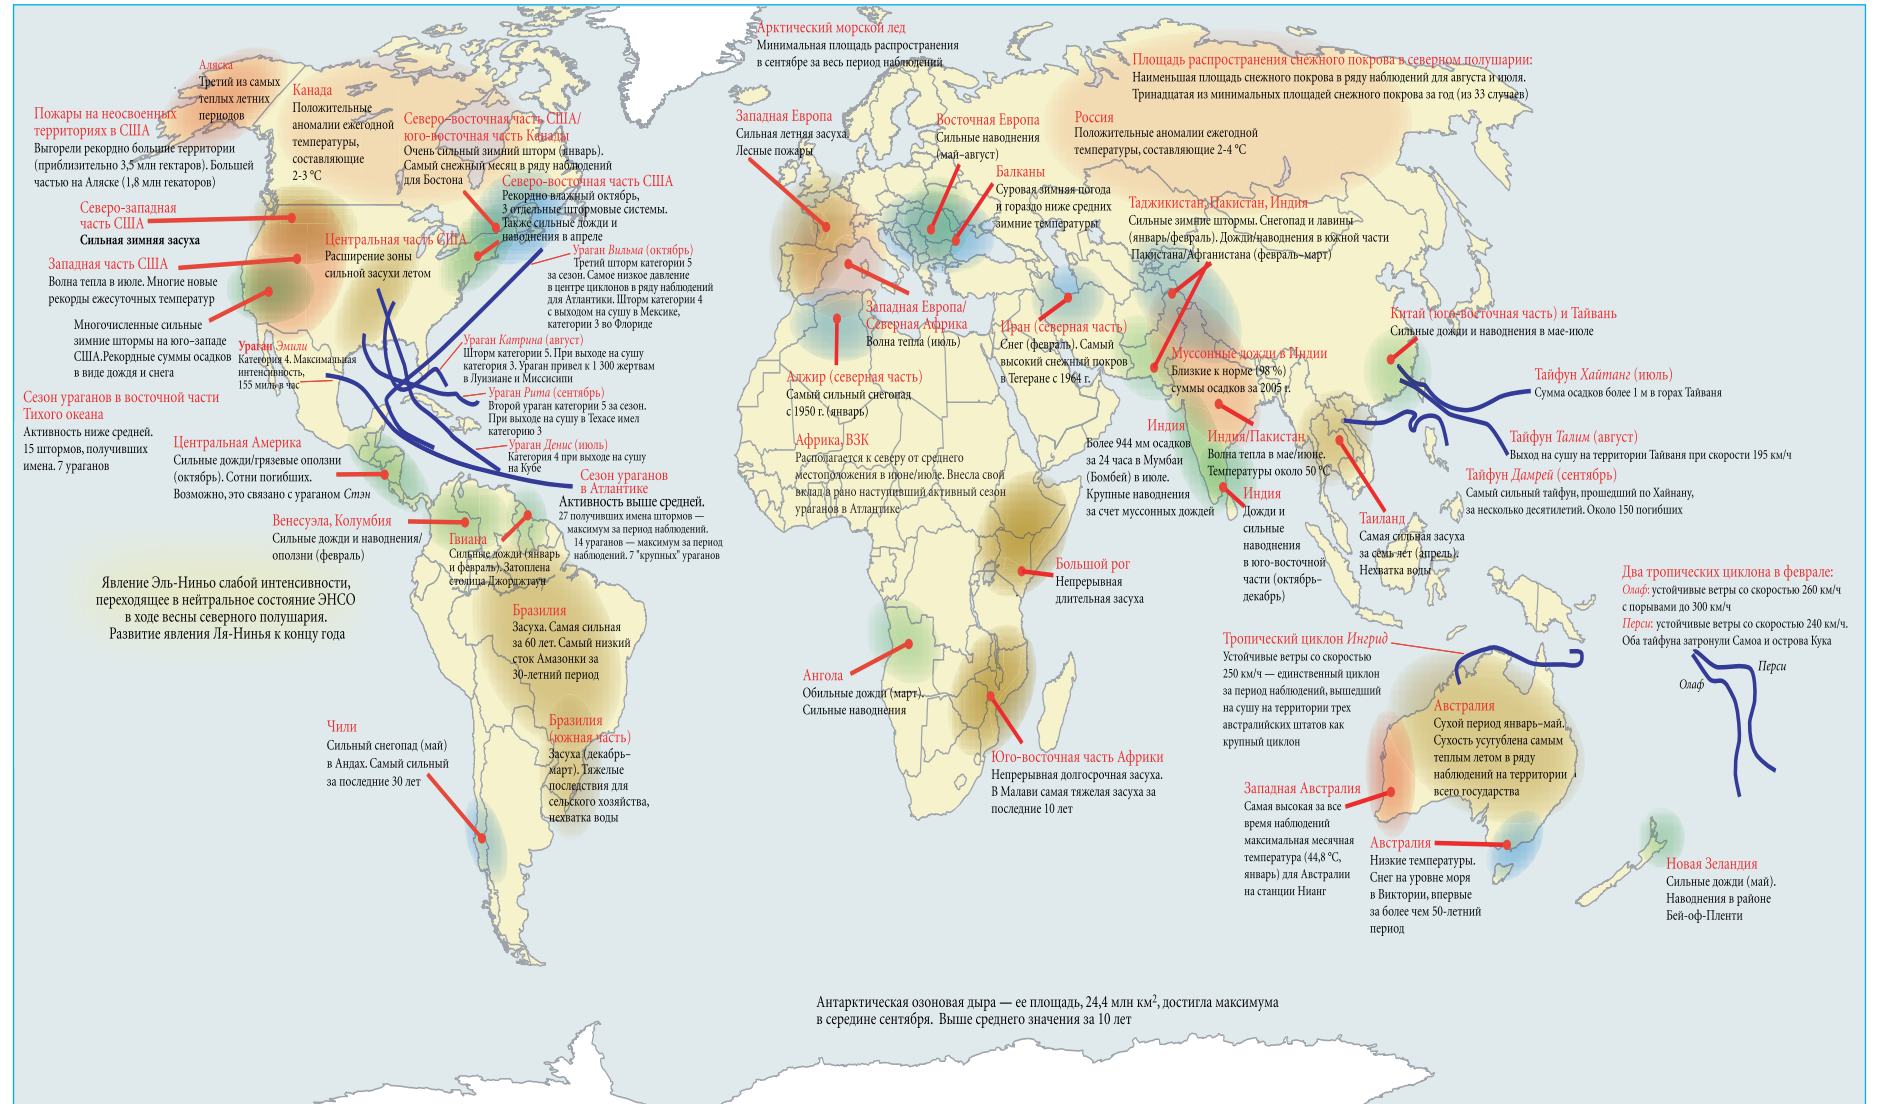 Арктический морской лед
Минимальная площадь распространения
в сентябре за весь период наблюдений
Площадь распространения снежного покрова в северном полушарии:
Наименьшая площадь снежного покрова в ряду наблюдений для августа и июля.
Тринадцатая из минимальных площадей снежного покрова за год (из 33 случаев)
Аляска
Третий из самых
теплых летних
периодов
Канада
Положительные
аномалии ежегодной
температуры,
составляющие
2-3 °C
Пожары на неосвоенных
территориях в США
Выгорели рекордно большие территории
(приблизительно 3,5 млн гектаров). Большей
частью на Аляске (1,8 млн гекаторов)
Северо-восточная часть США/
юго-восточная часть Канады
Очень сильный зимний шторм (январь).
Самый снежный месяц в ряду наблюдений
для Бостона
Северо-восточная часть США
Рекордно влажный октябрь,
3 отдельные штормовые системы.
Также сильные дожди и
наводнения в апреле
Северо-западная
часть США
Сильная зимняя засуха
Центральная часть США
Расширение зоны
сильной засухи летом
Западная часть США
Волна тепла в июле. Многие новые
рекорды ежесуточных температур
Многочисленные сильные
зимние штормы на юго-западе
США.Рекордные суммы осадков
в виде дождя и снега
Ураган Вильма (октябрь)
Третий шторм категории 5
за сезон. Самое низкое давление
в центре циклонов в ряду наблюдений
для Атлантики. Шторм категории 4
с выходом на сушу в Мексике,
категории 3 во Флориде
Ураган Эмили
Категория 4. Максимальная
интенсивность,
155 миль в час
Ураган Катрина (август)
Шторм категории 5. При выходе на сушу
категория 3. Ураган привел к 1 300 жертвам
в Луизиане и Миссисипи
Ураган Рита (сентябрь)
Второй ураган категории 5 за сезон.
При выходе на сушу в Техасе имел
категорию 3
Ураган Денис (июль)
Категория 4 при выходе на сушу
на Кубе
Сезон ураганов в восточной части
Тихого океана
Активность ниже средней.
15 штормов, получивших
имена. 7 ураганов
Центральная Америка
Сильные дожди/грязевые оползни
(октябрь). Сотни погибших.
Возможно, это связано с ураганом Стэн
Сезон ураганов
в Атлантике
Активность выше средней.
27 получивших имена штормов —
максимум за период наблюдений.
14 ураганов — максимум за период
наблюдений. 7 "крупных" ураганов
Венесуэла, Колумбия
Сильные дожди и наводнения/
оползни (февраль)
Гвиана
Сильные дожди (январь
и февраль). Затоплена
столица Джорджтаун
Явление Эль-Ниньо слабой интенсивности,
переходящее в нейтральное состояние ЭНСО
в ходе весны северного полушария.
Развитие явления Ля-Нинья к концу года
Бразилия
Засуха. Самая сильная
за 60 лет. Самый низкий
сток Амазонки за
30-летний период
Бразилия
(южная часть)
Засуха (декабрь–
март). Тяжелые
последствия для
сельского хозяйства,
нехватка воды
Чили
Сильный снегопад (май)
в Андах. Самый сильный
за последние 30 лет
Западная Европа
Сильная летняя засуха.
Лесные пожары
Восточная Европа
Сильные наводнения
(май–август)
Россия
Положительные аномалии ежегодной
температуры, составляющие 2-4 °C
Балканы
Суровая зимняя погода
и гораздо ниже средних
зимние температуры
Таджикистан, Пакистан, Индия
Сильные зимние штормы. Снегопад и лавины
(январь/февраль). Дожди/наводнения в южной части
Пакистана/Афганистана (февраль–март)
Западная Европа/
Северная Африка
Волна тепла (июль)
Иран (северная часть)
Снег (февраль). Самый
высокий снежный покров
в Тегеране с 1964 г.
Алжир (северная часть)
Самый сильный снегопад
с 1950 г. (январь)
Муссонные дожди в Индии
Близкие к норме (98 %)
суммы осадков за 2005 г.
Китай (юго-восточная часть) и Тайвань
Сильные дожди и наводнения в мае-июле
Тайфун Хайтанг (июль)
Сумма осадков более 1 м в горах Тайваня
Тайфун Талим (август)
Выход на сушу на территории Тайваня при скорости 195 км/ч
Тайфун Дамрей (сентябрь)
Самый сильный тайфун, прошедший по Хайнану,
за несколько десятилетий. Около 150 погибших
Африка, ВЗК
Располагается к северу от среднего
местоположения в июне/июле. Внесла свой
вклад в рано наступивший активный сезон
ураганов в Атлантике
Индия
Более 944 мм осадков
за 24 часа в Мумбаи
(Бомбей) в июле.
Крупные наводнения
за счет муссонных дождей
Индия/Пакистан
Волна тепла в мае/июне.
Температуры около 50 °C
Индия
Дожди и
сильные
наводнения
в юго-восточной
части (октябрь–
декабрь)
Таиланд
Самая сильная засуха
за семь лет (апрель).
Нехватка воды
Большой рог
Непрерывная
длительная засуха
Ангола
Обильные дожди (март).
Сильные наводнения
Юго-восточная часть Африки
Непрерывная долгосрочная засуха.
В Малави самая тяжелая засуха за
последние 10 лет
Два тропических циклона в феврале:
Олаф: устойчивые ветры со скоростью 260 км/ч
с порывами до 300 км/ч
Перси: устойчивые ветры со скоростью 240 км/ч.
Оба тайфуна затронули Самоа и острова Кука
Перси
Олаф
Тропический циклон Ингрид
Устойчивые ветры со скоростью
250 км/ч — единственный циклон
за период наблюдений, вышедший
на сушу на территории трех
австралийских штатов как
крупный циклон
Австралия
Сухой период январь–май.
Сухость усугублена самым
теплым летом в ряду
наблюдений на территории
всего государства
Западная Австралия
Самая высокая за все
время наблюдений
максимальная месячная
температура (44,8 °C,
январь) для Австралии
на станции Нианг
Австралия
Низкие температуры.
Снег на уровне моря
в Виктории, впервые
за более чем 50-летний
период
Новая Зеландия
Сильные дожди (май).
Наводнения в районе
Бей-оф-Пленти
Антарктическая озоновая дыра — ее площадь, 24,4 млн км², достигла максимума
в середине сентября. Выше среднего значения за 10 лет